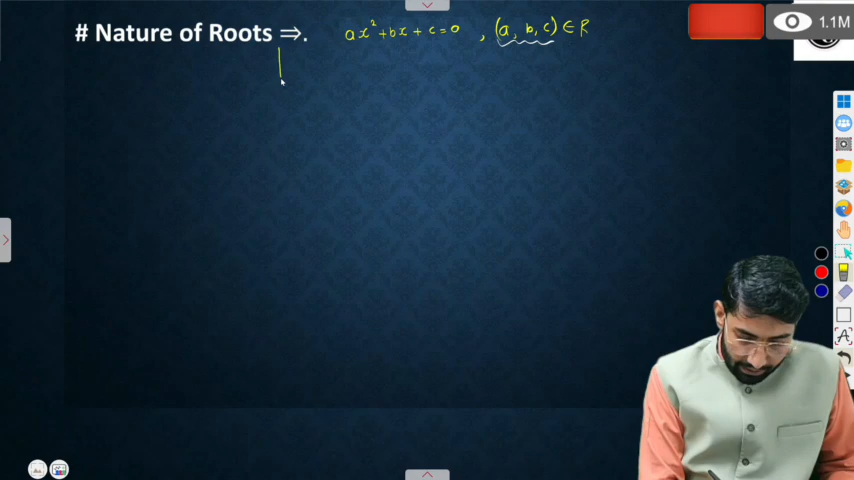 # Nature of Roots ⇒. ax²+bx+c=0 , (a, b, c) ∈ R
1.1M
A